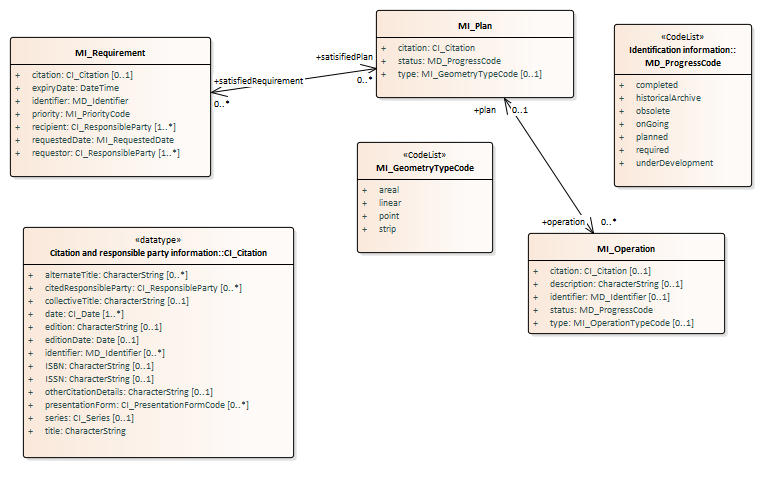 MI_Requirement
+ citation: CI_Citation [0..1]
+ expiryDate: DateTime
+ identifier: MD_Identifier
+ priority: MI_PriorityCode
+ recipient: CI_ResponsibleParty [1..*]
+ requestedDate: MI_RequestedDate
+ requestor: CI_ResponsibleParty [1..*]
+satisifiedPlan
0..*
+satisfiedRequirement
0..*
MI_Plan
+ citation: CI_Citation
+ status: MD_ProgressCode
+ type: MI_GeometryTypeCode [0..1]
+plan
0..1
+operation
0..*
«CodeList»
Identification information::
MD_ProgressCode
+ completed
+ historicalArchive
+ obsolete
+ onGoing
+ planned
+ required
+ underDevelopment
«CodeList»
MI_GeometryTypeCode
+ areal
+ linear
+ point
+ strip
«datatype»
Citation and responsible party information::CI_Citation
+ alternateTitle: CharacterString [0..*]
+ citedResponsibleParty: CI_ResponsibleParty [0..*]
+ collectiveTitle: CharacterString [0..1]
+ date: CI_Date [1..*]
+ edition: CharacterString [0..1]
+ editionDate: Date [0..1]
+ identifier: MD_Identifier [0..*]
+ ISBN: CharacterString [0..1]
+ ISSN: CharacterString [0..1]
+ otherCitationDetails: CharacterString [0..1]
+ presentationForm: CI_PresentationFormCode [0..*]
+ series: CI_Series [0..1]
+ title: CharacterString
MI_Operation
+ citation: CI_Citation [0..1]
+ description: CharacterString [0..1]
+ identifier: MD_Identifier [0..1]
+ status: MD_ProgressCode
+ type: MI_OperationTypeCode [0..1]